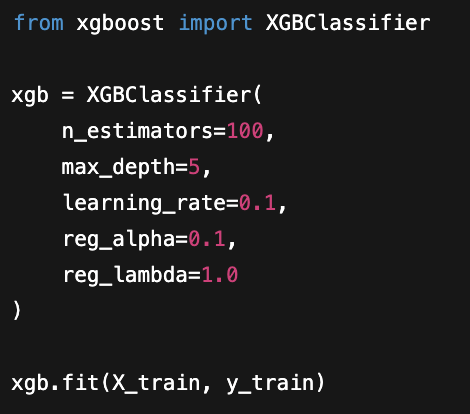 from xgboost import XGBClassifier
xgb = XGBClassifier(
    n_estimators=100,
    max_depth=5,
    learning_rate=0.1,
    reg_alpha=0.1,
    reg_lambda=1.0
)
xgb.fit(X_train, y_train)